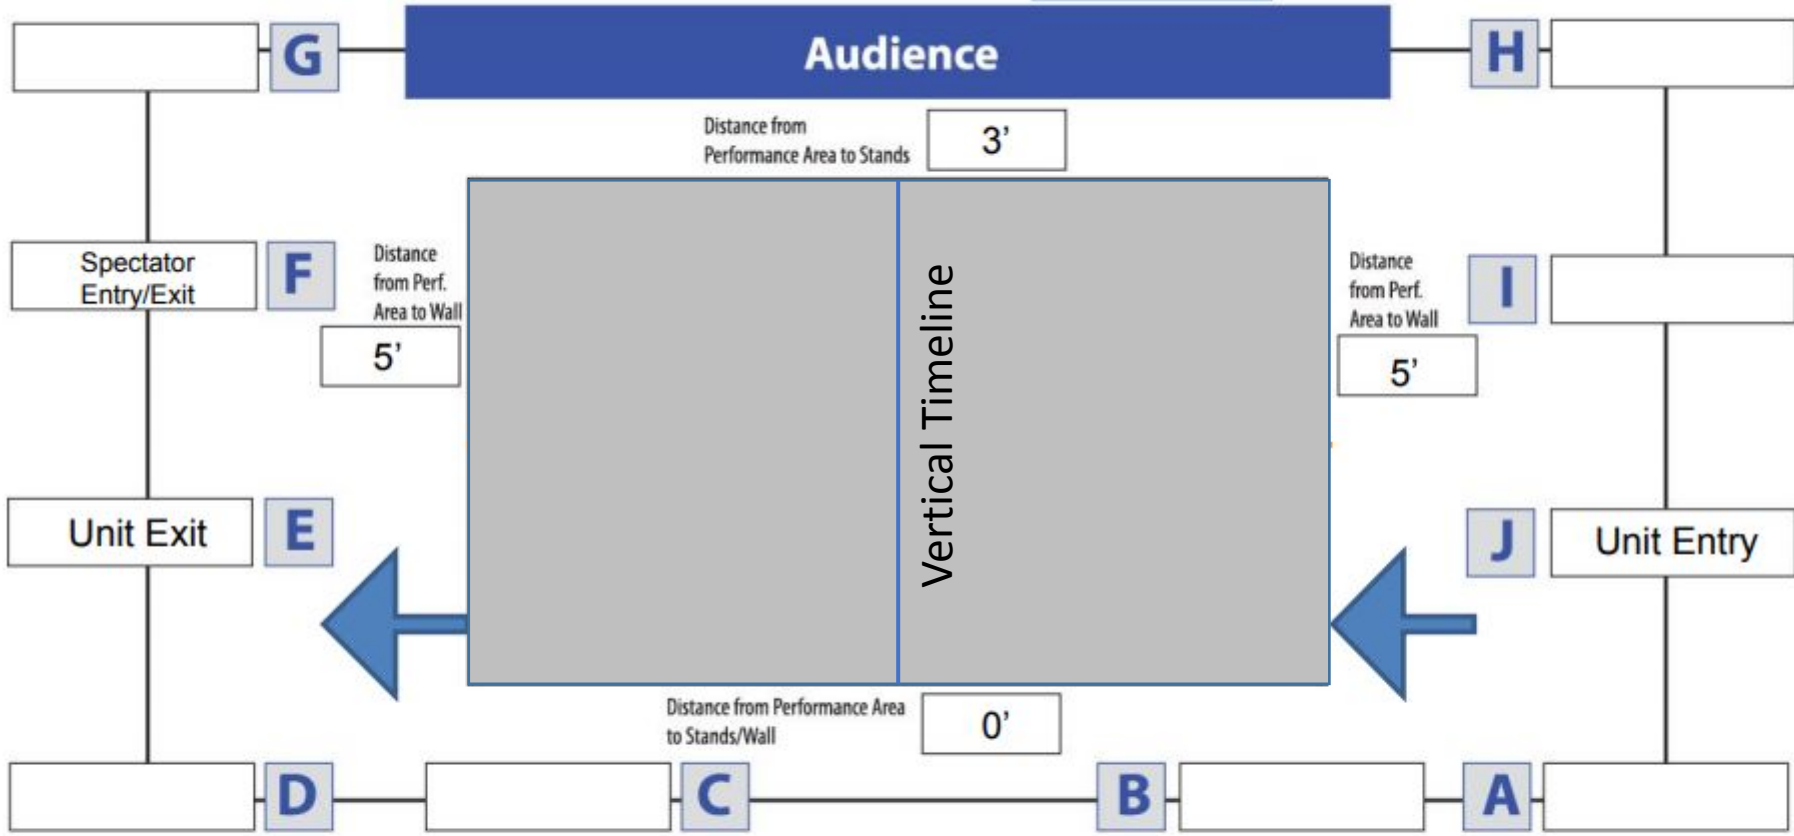 G
Audience
H
Distance from
Performance Area to Stands
3’
Spectator
Entry/Exit
F
Distance
from Perf.
Area to Wall
5’
Vertical Timeline
Distance
from Perf.
Area to Wall
5’
I
Unit Exit
E
J
Unit Entry
Distance from Performance Area
to Stands/Wall
0’
D
C
B
A